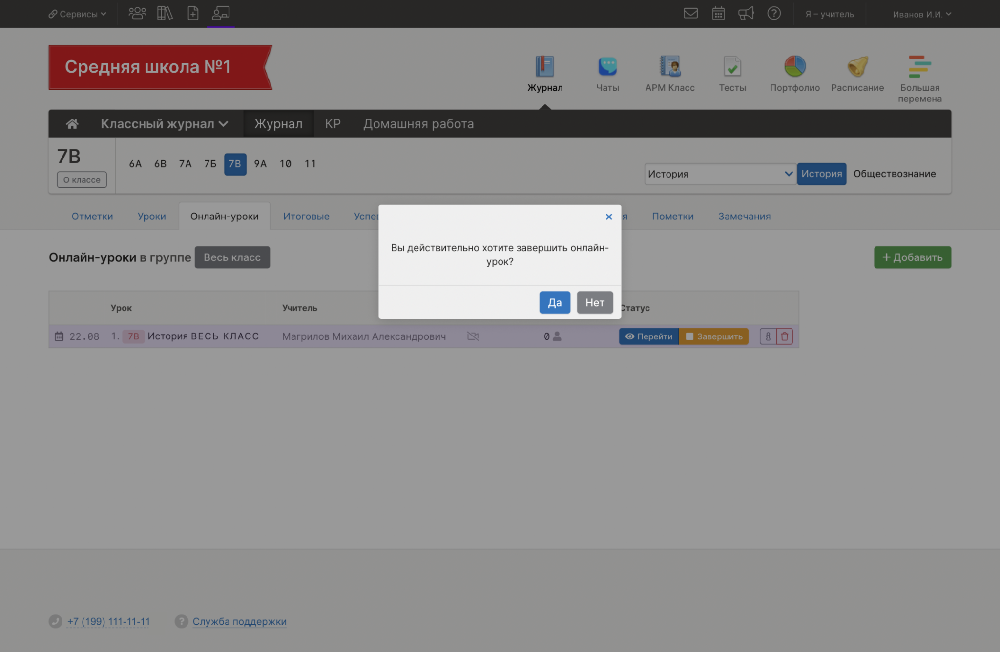 Сервисы
Я – учитель
Иванов И.И.
Средняя школа №1
Журнал
Чаты
АРМ Класс
Тесты
Портфолио
Расписание
Большая
перемена
Классный журнал
Журнал
КР
Домашняя работа
7В
О классе
6А 6В 7А 7Б 7В 9А 10 11
История
История
Обществознание
Отметки
Уроки
Онлайн-уроки
Итоговые
Пометки
Замечания
Вы действительно хотите завершить онлайн-
урок?
Да
Нет
Онлайн-уроки в группе
Весь класс
+ Добавить
Урок
Учитель
Статус
22.08
1. 7В История ВЕСЬ КЛАСС
Магрилов Михаил Александрович
0
Перейти
Завершить
+7 (199) 111-11-11
Служба поддержки